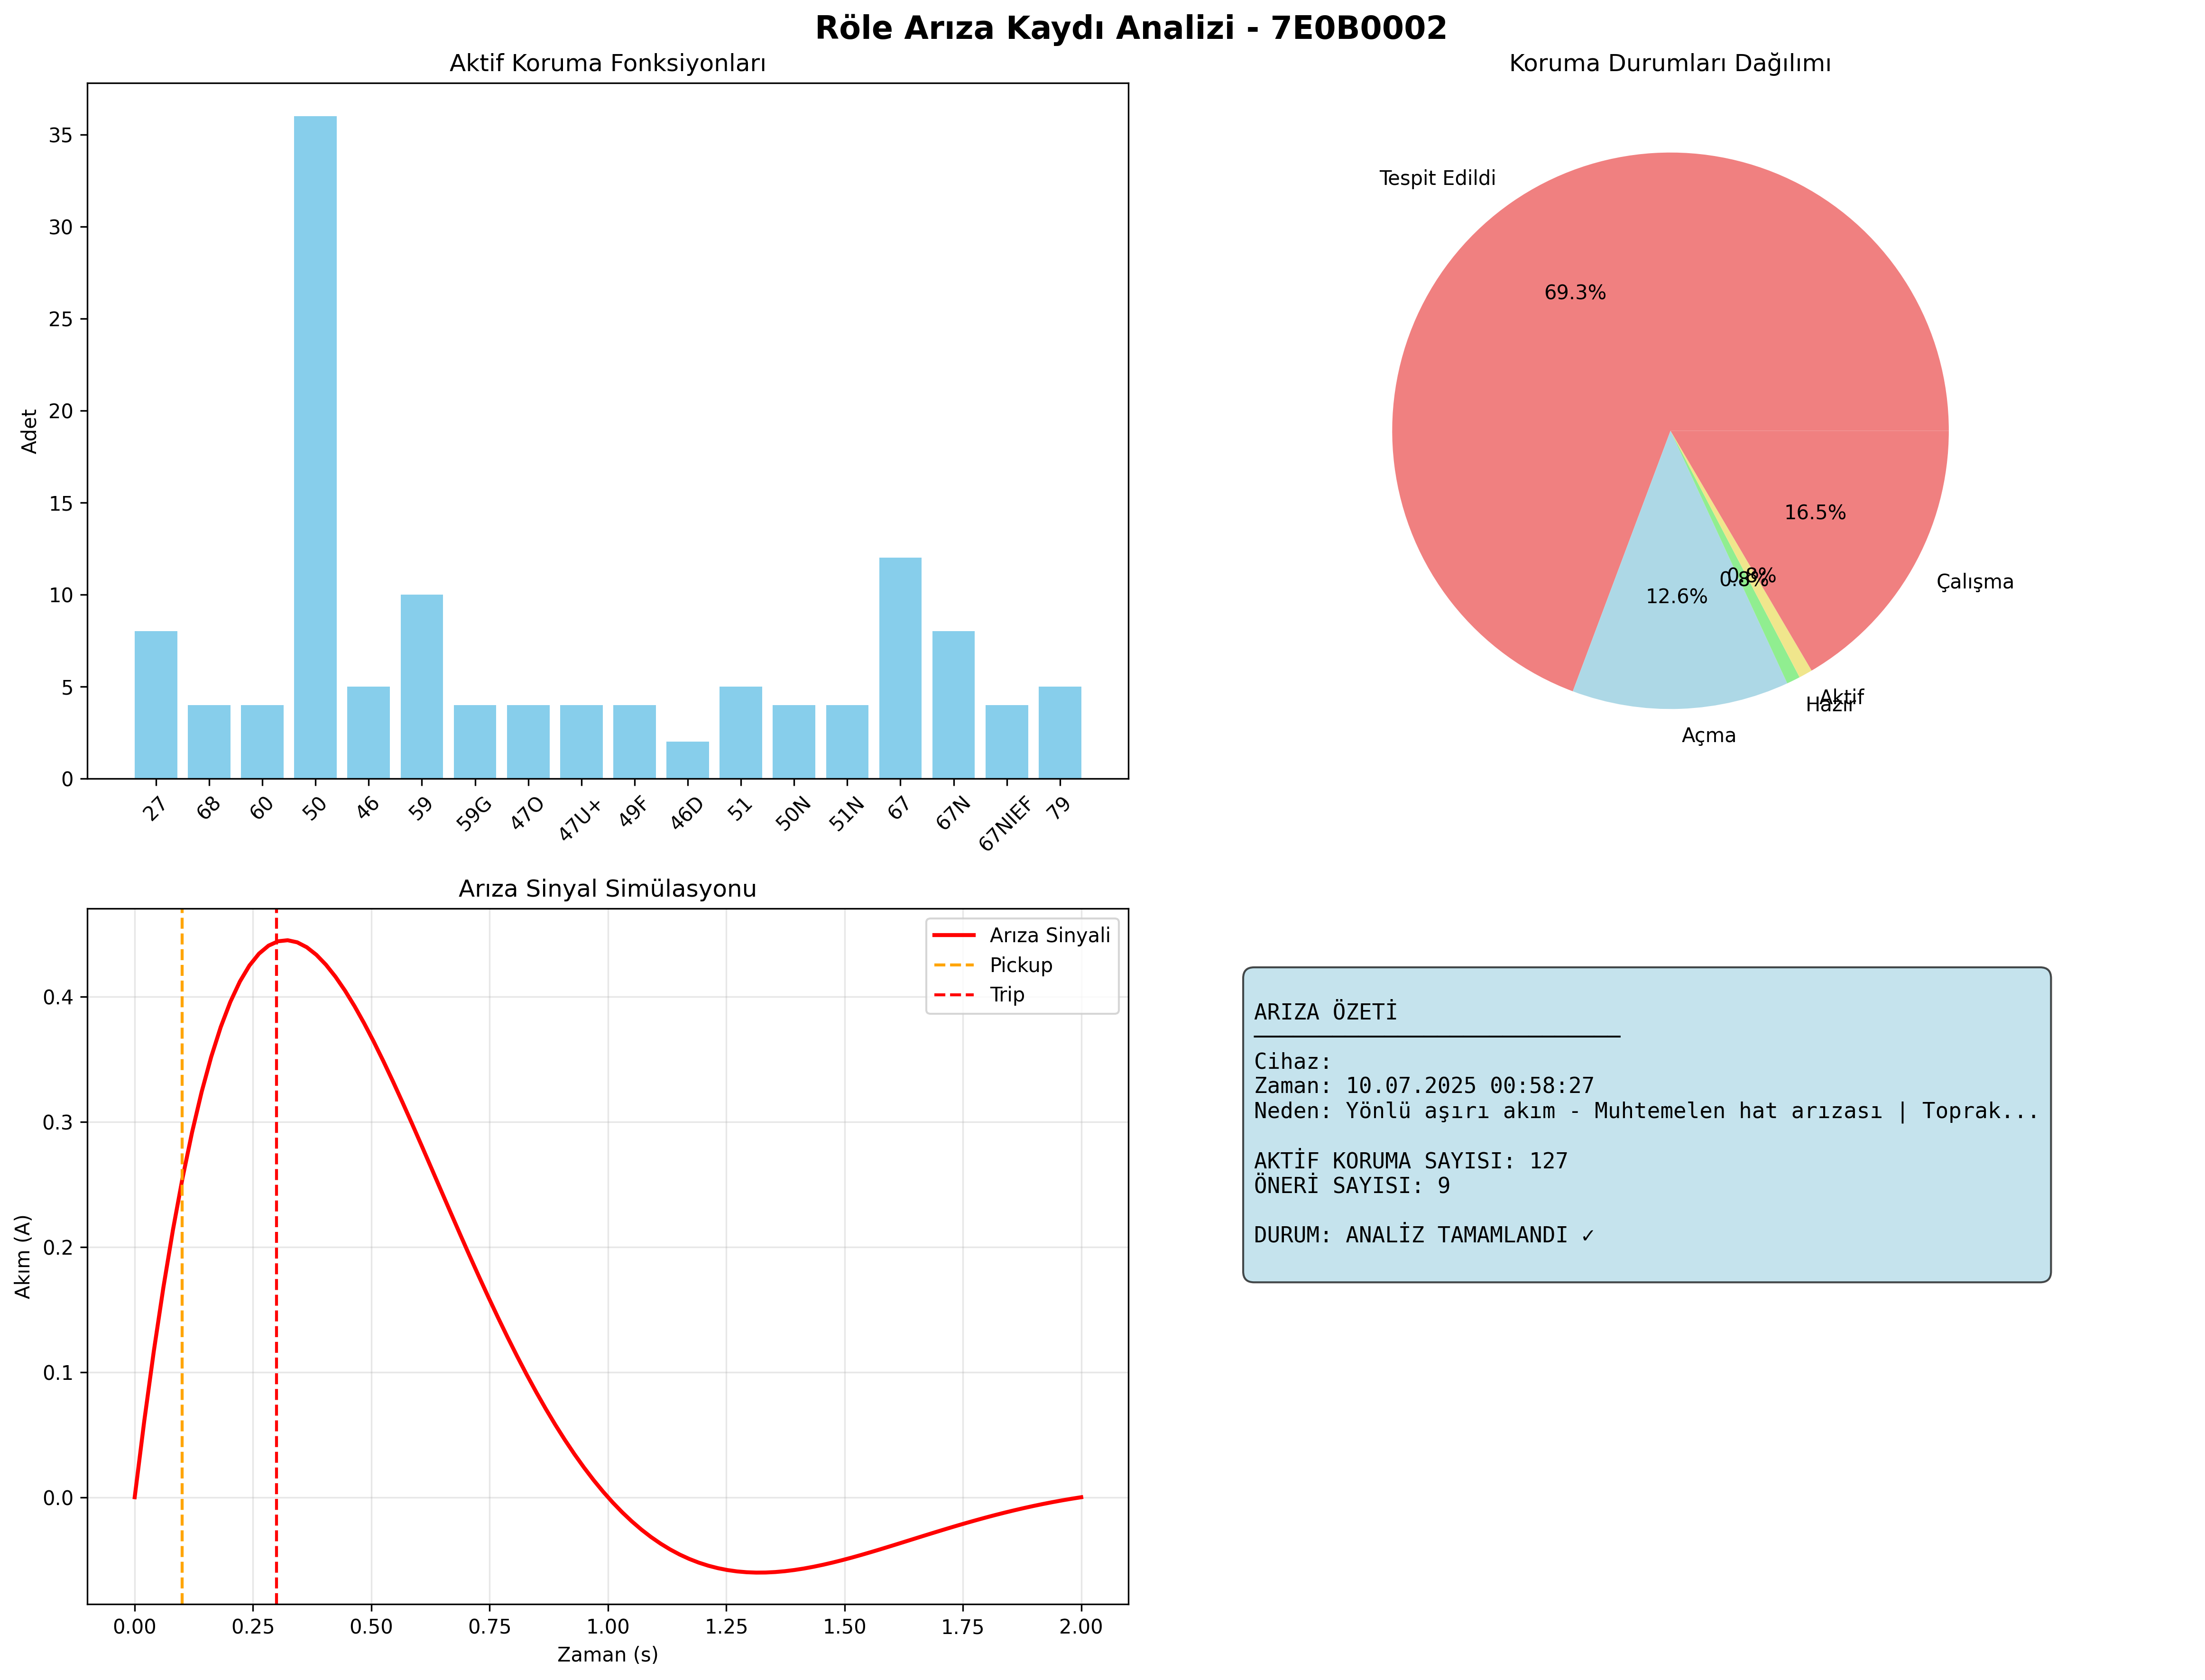 Röle Arıza Kaydı Analizi - 7E0B0002
Aktif Koruma Fonksiyonları
Adet
35
30
25
20
15
10
5
0
27
68
60
50
46
59
59G
47O
47U+
49F
46D
51
50N
51N
67
67N
67NIEF
79
Koruma Durumları Dağılımı
Tespit Edildi
69.3%
16.5%
Çalışma
0.8%
0.8%
12.6%
Aktif
Hazır
Açma
Arıza Sinyal Simülasyonu
Arıza Sinyali
Pickup
Trip
Akım (A)
0.4
0.3
0.2
0.1
0.0
0.00
0.25
0.50
0.75
1.00
1.25
1.50
1.75
2.00
Zaman (s)
ARIZA ÖZETİ
Cihaz:
Zaman: 10.07.2025 00:58:27
Neden: Yönlü aşırı akım - Muhtemelen hat arızası | Toprak...
AKTİF KORUMA SAYISI: 127
ÖNERİ SAYISI: 9
DURUM: ANALİZ TAMAMLANDI ✓